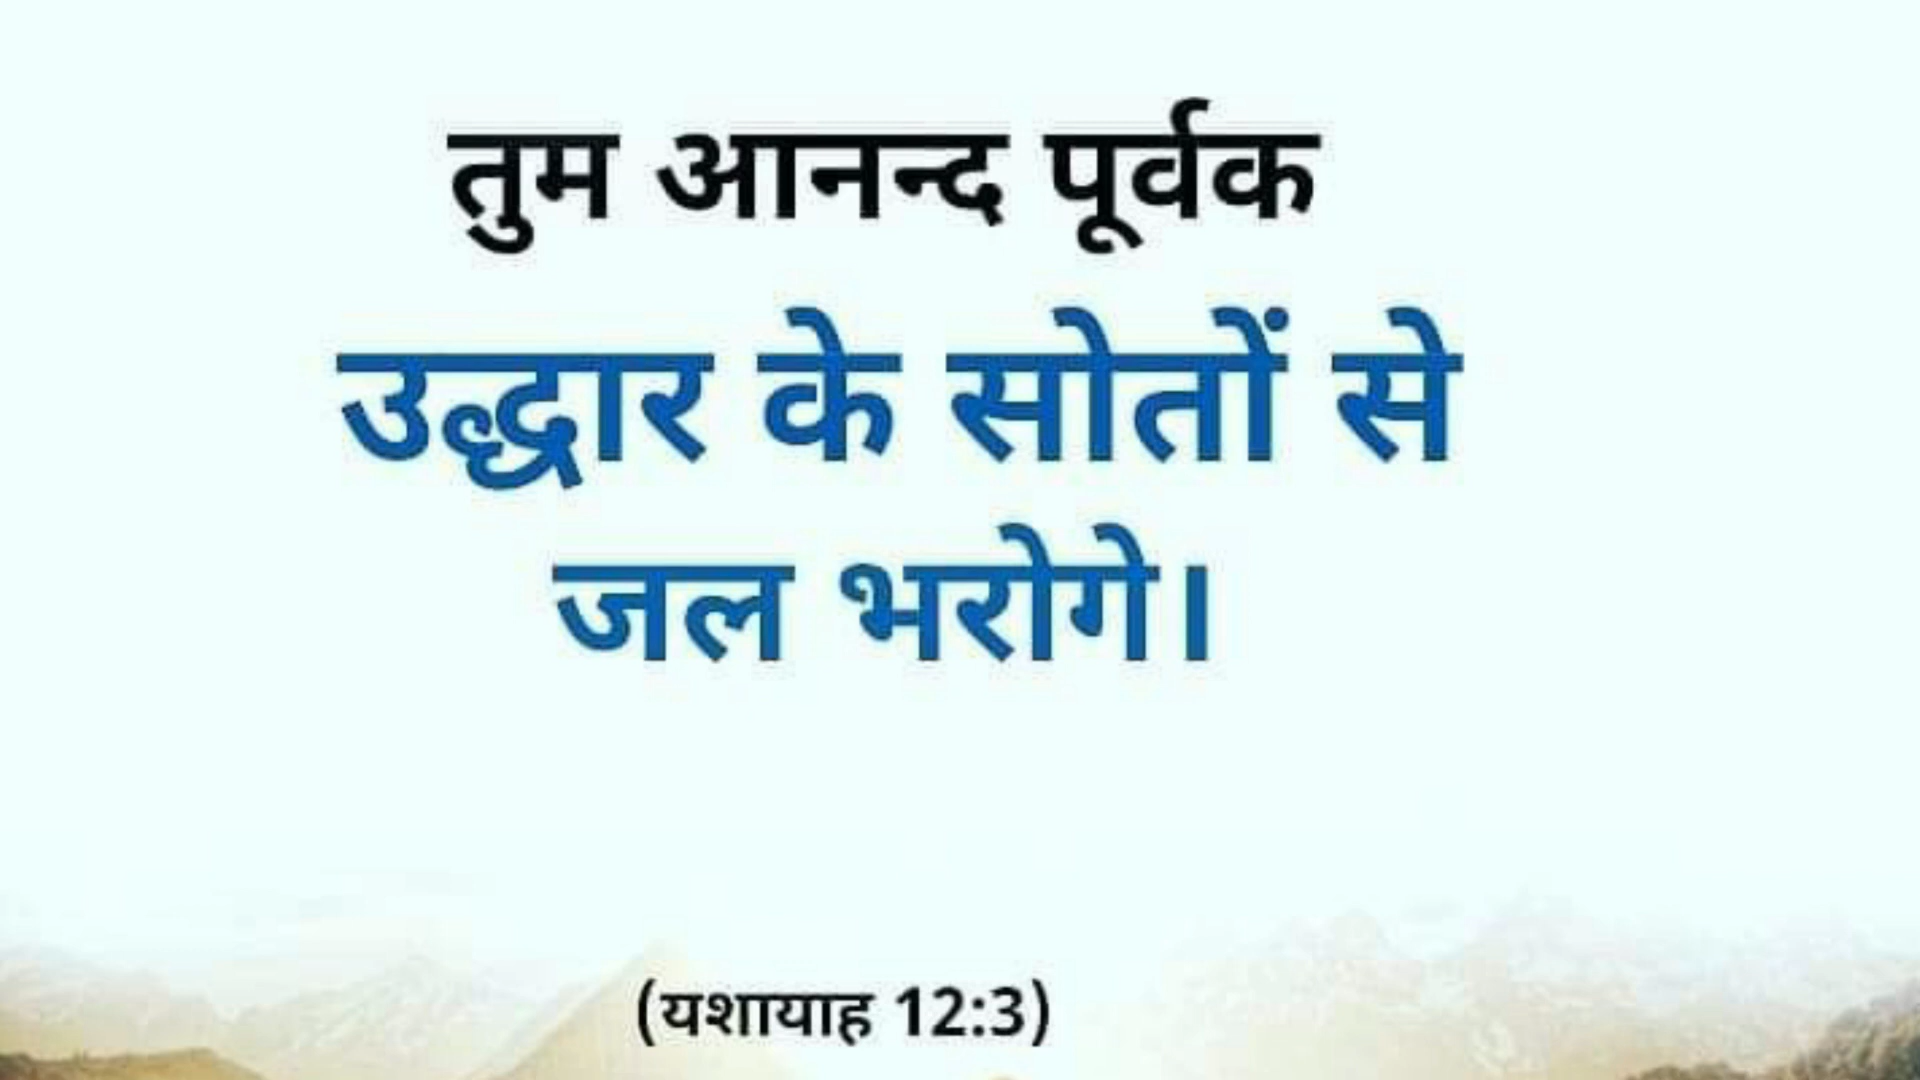 तुम आनन्द पूर्वक
उद्धार के सोतों से
जल भरोगे।
(यशायाह 12:3)